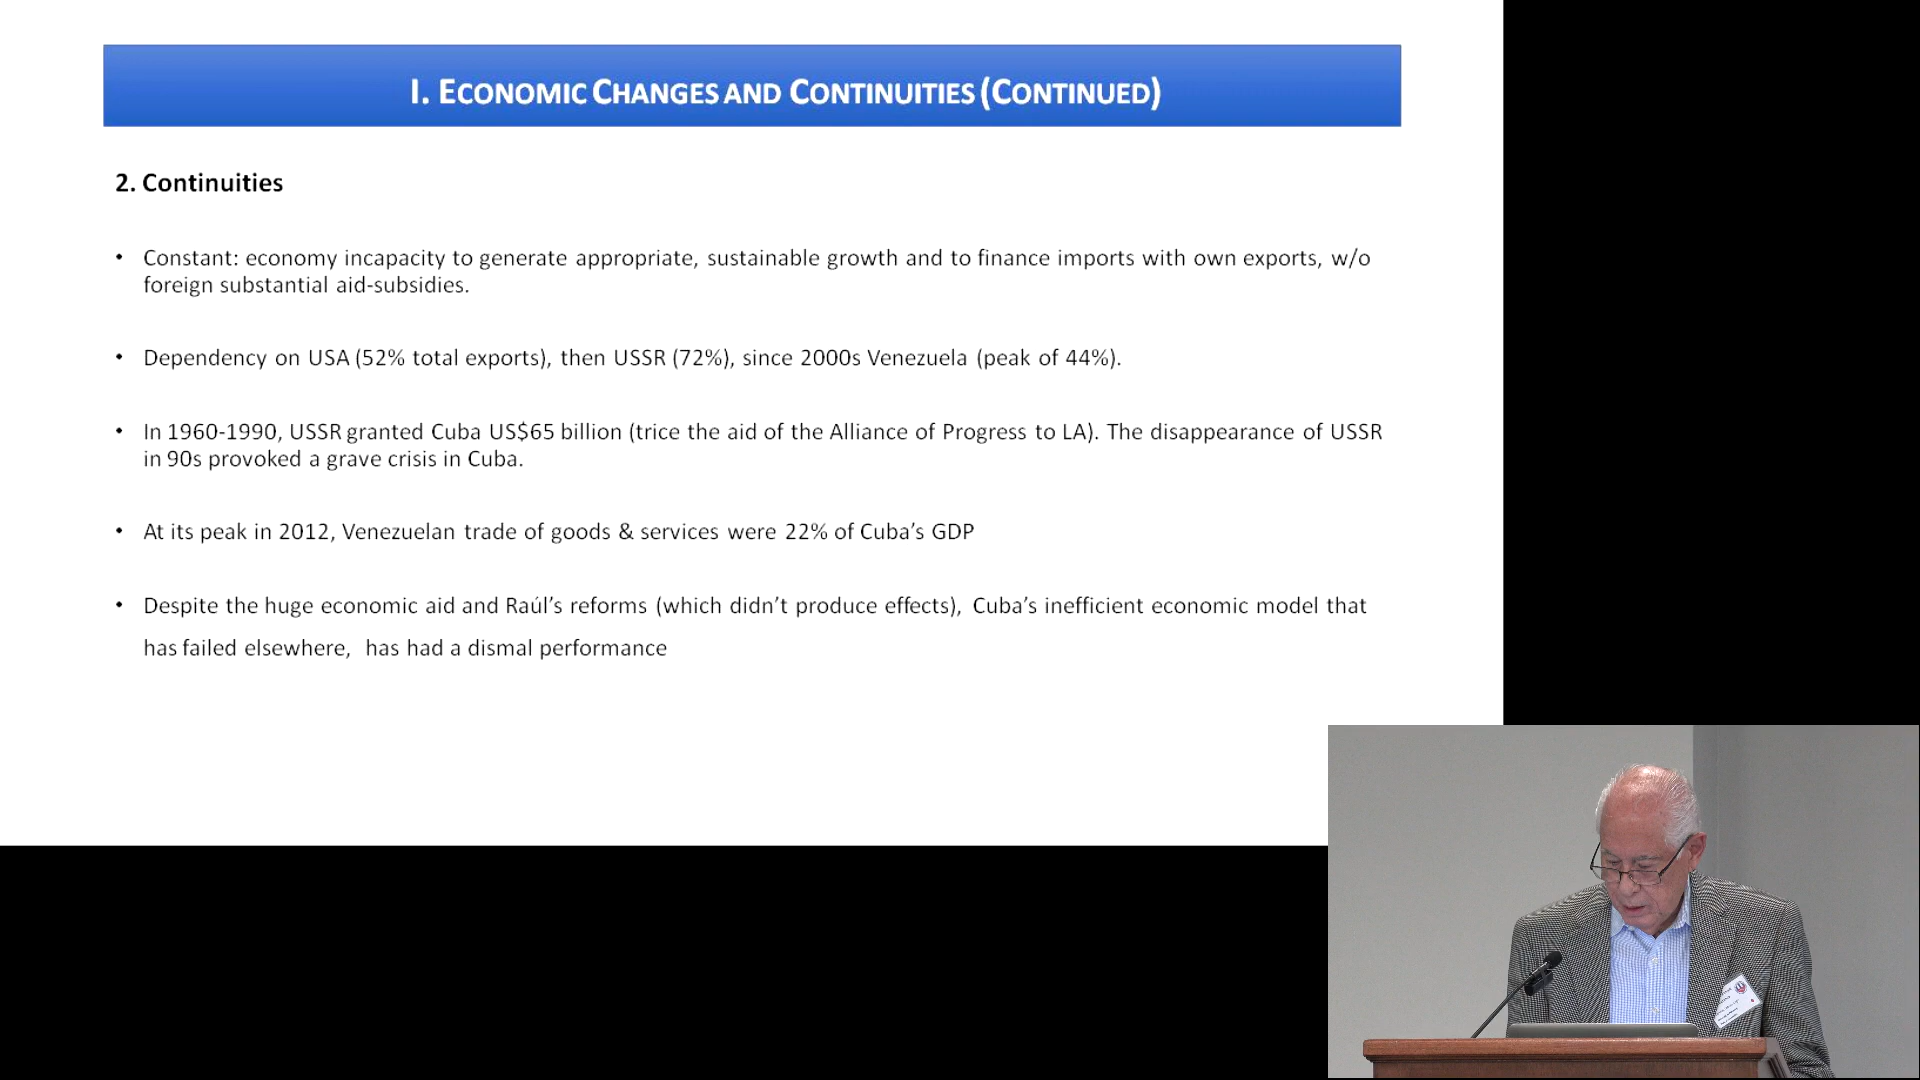 I. ECONOMIC CHANGES AND CONTINUITIES (CONTINUED)
2. Continuities
• Constant: economy incapacity to generate appropriate, sustainable growth and to finance imports with own exports, w/o
foreign substantial aid-subsidies.
• Dependency on USA (52% total exports), then USSR (72%), since 2000s Venezuela (peak of 44%).
• In 1960-1990, USSR granted Cuba US$65 billion (trice the aid of the Alliance of Progress to LA). The disappearance of USSR
in 90s provoked a grave crisis in Cuba.
• At its peak in 2012, Venezuelan trade of goods & services were 22% of Cuba's GDP
• Despite the huge economic aid and Raúl's reforms (which didn't produce effects), Cuba's inefficient economic model that
has failed elsewhere, has had a dismal performance